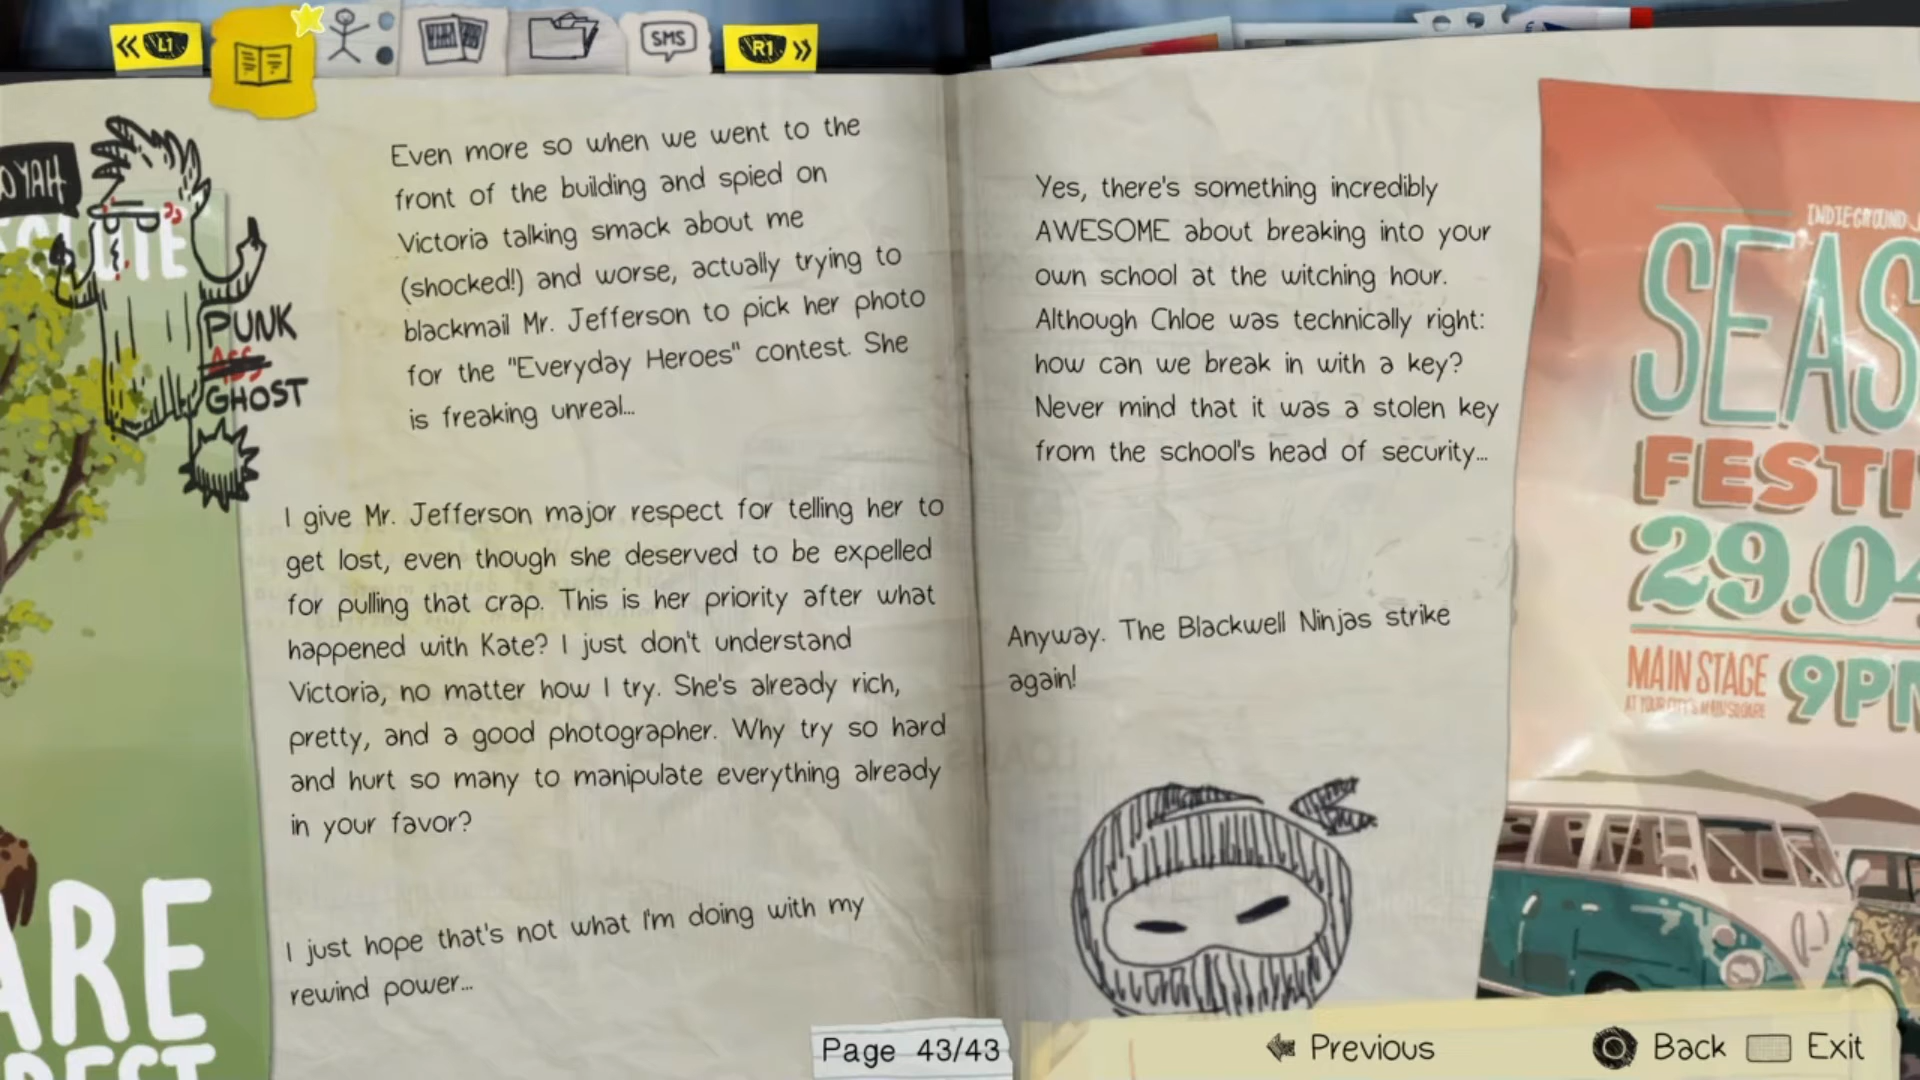 L1
SMS
R1
OYAH
PUNK
ASS
GHOST
Even more so when we went to the
front of the building and spied on
Victoria talking smack about me
(shocked!) and worse, actually trying to
blackmail Mr. Jefferson to pick her photo
for the "Everyday Heroes" contest. She
is freaking unreal...
I give Mr. Jefferson major respect for telling her to
get lost, even though she deserved to be expelled
for pulling that crap. This is her priority after what
happened with Kate? I just don't understand
Victoria, no matter how I try. She's already rich,
pretty, and a good photographer. Why try so hard
and hurt so many to manipulate everything already
in your favor?
I just hope that's not what I'm doing with my
rewind power...
ARE
Yes, there's something incredibly
AWESOME about breaking into your
own school at the witching hour.
Although Chloe was technically right:
how can we break in with a key?
Never mind that it was a stolen key
from the school's head of security...
Anyway. The Blackwell Ninjas strike
again!
INDIEGROUND
SEAS
FESTI
29.04
MAIN STAGE 9PM
AT YOUR CITY'S MAIN SQUARE
Page 43/43
Previous
Back
Exit